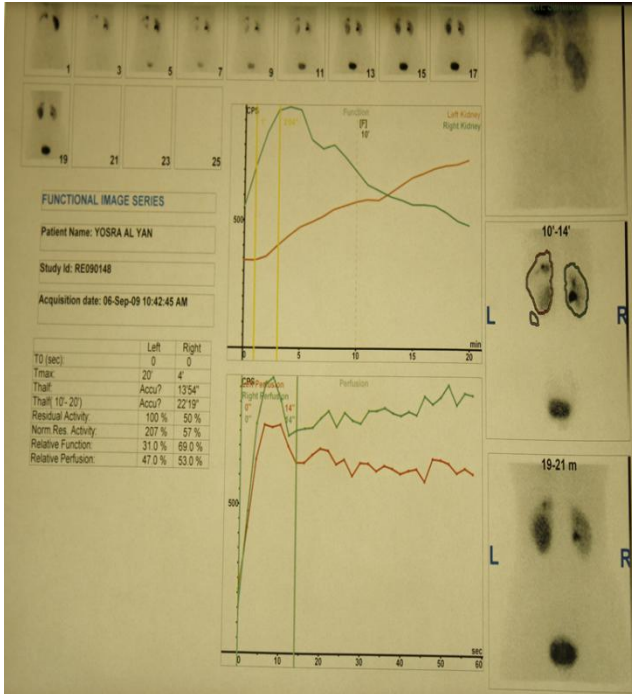 1 3 5 7 9 11 13 15 17
19 21 23 25
FUNCTIONAL IMAGE SERIES
Patient Name: YOSRA AL YAN
Study Id: RE090148
Acquisition date: 06-Sep-09 10:42:45 AM
Left Right
T0 (sec): 0 0
Tmax: 20' 4'
Thalf: Accu? 13'54"
Thalf( 10'- 20') Accu? 22'19"
Residual Activity: 100 % 50 %
Norm.Res. Activity: 207 % 57 %
Relative Function: 31.0 % 69.0 %
Relative Perfusion: 47.0 % 53.0 %
CPS
Function
[F]
10'
Left Kidney
Right Kidney
500
0 5 10 15 20
min
CPS
Perfusion
Right Perfusion
0" 14"
500
0 10 20 30 40 50 60
sec
10'-14'
L R
19-21 m
L R